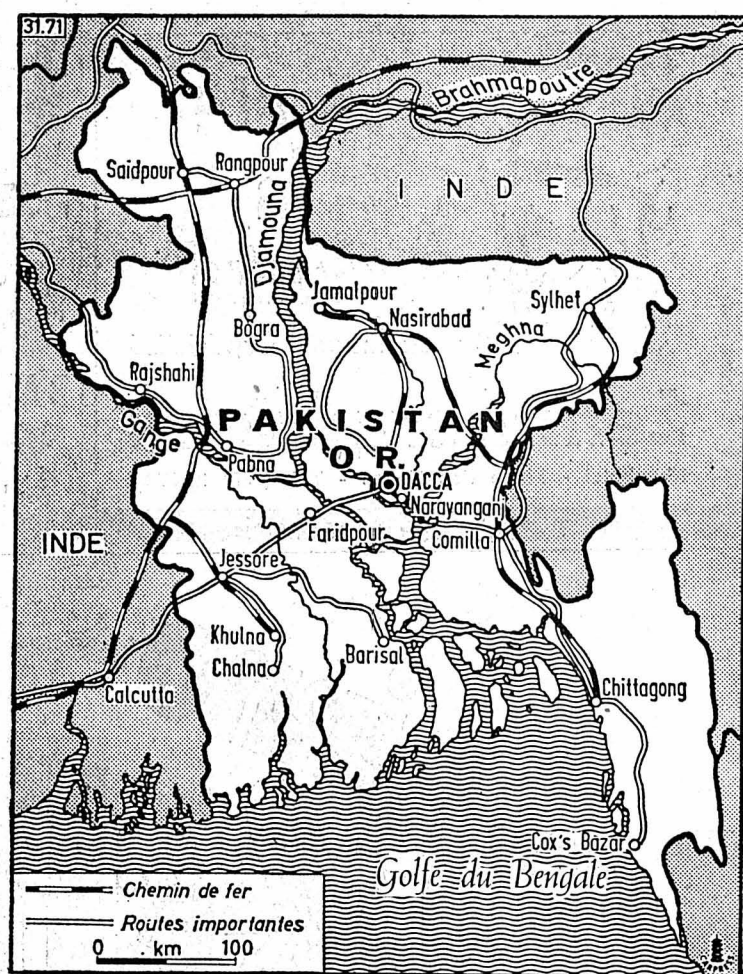 31.71
Brahmapoutre
Saidpour
Rangpour
INDE
Djamouna
Jamalpour
Sylhet
Bogra
Nasirabad
Meghna
Rajshahi
PAKISTAN
Gange
OR.
Pabna
DACCA
Narayanganj
INDE
Faridpour
Comilla
Jessore
Khulna
Barisal
Chalna
Calcutta
Chittagong
Cox's Bazar
Golfe du Bengale
Chemin de fer
Routes importantes
0 km 100